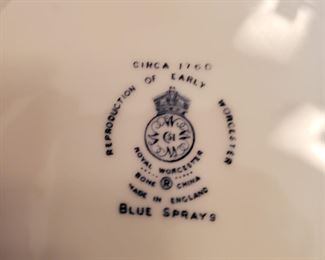 CIRCA 1760
REPRODUCTION OF EARLY WORCESTER
ROYAL WORCESTER
BONE ® CHINA
MADE IN ENGLAND
BLUE SPRAYS